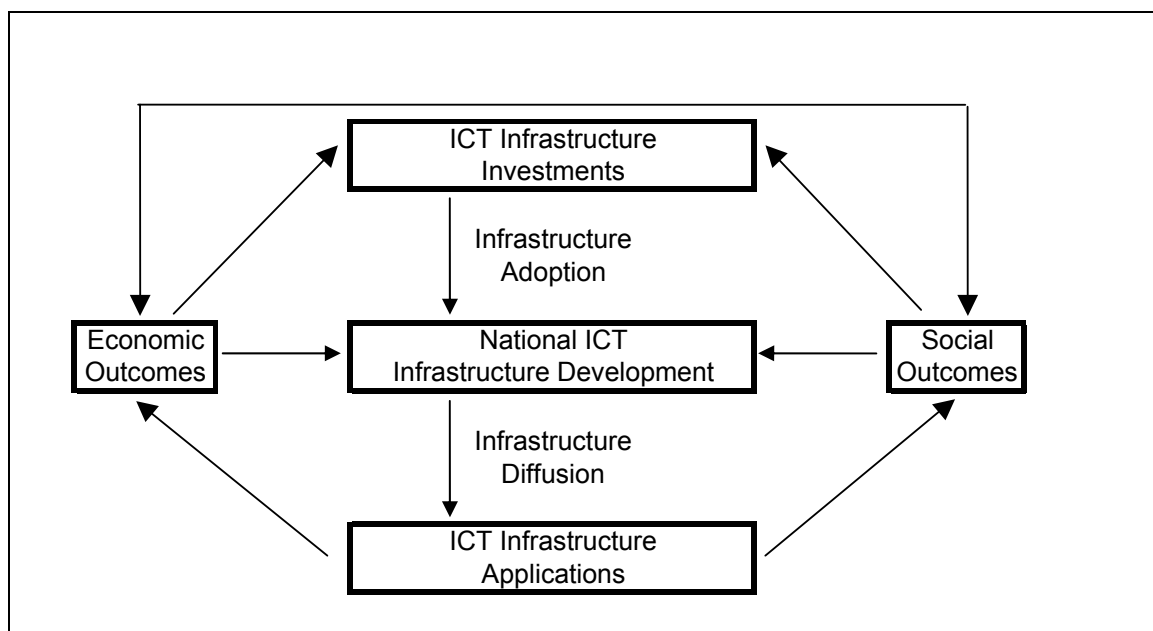 ICT Infrastructure
Investments
Infrastructure
Adoption
Economic
Outcomes
National ICT
Infrastructure Development
Social
Outcomes
Infrastructure
Diffusion
ICT Infrastructure
Applications